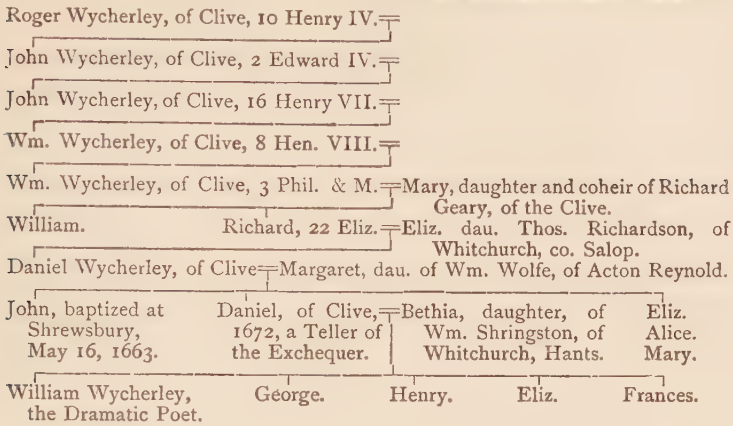 Roger Wycherley, of Clive, 10 Henry IV.
John Wycherley, of Clive, 2 Edward IV.
John Wycherley, of Clive, 16 Henry VII.
Wm. Wycherley, of Clive, 8 Hen. VIII.
Wm. Wycherley, of Clive, 3 Phil. & M. Mary, daughter and coheir of Richard
Geary, of the Clive.
William. Richard, 22 Eliz. Eliz. dau. Thos. Richardson, of
Whitchurch, co. Salop.
Daniel Wycherley, of Clive Margaret, dau. of Wm. Wolfe, of Acton Reynold.
John, baptized at Daniel, of Clive, Bethia, daughter, of Eliz.
Shrewsbury, 1672, a Teller of Wm. Shringston, of Alice.
May 16, 1663. the Exchequer. Whitchurch, Hants. Mary.
William Wycherley, George. Henry. Eliz. Frances.
the Dramatic Poet.